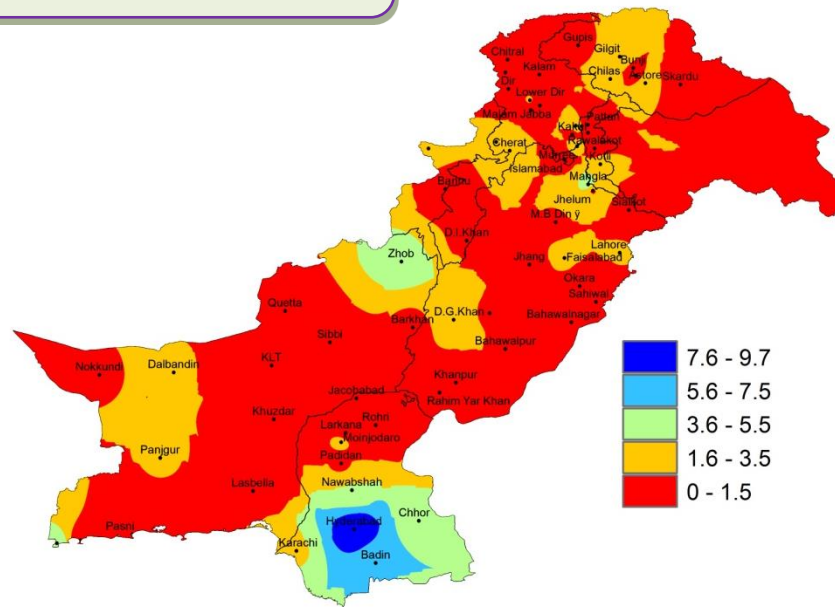 Gupis
Gilgit
Chitral
Bunji
Kalam
Chilas
Astore
Skardu
Dir
Lower Dir
Malam Jabba
Pattan
Cherat
Rawalakot
Islamabad
Kotli
Mangla
Bannu
Jhelum
Sialkot
M.B Din ÿ
D.I.Khan
Lahore
Zhob
Jhang
Faisalabad
Okara
Sahiwal
Quetta
D.G.Khan
Barkhan
Bahawalnagar
Sibbi
Bahawalpur
7.6 - 9.7
Nokkundi
Dalbandin
KLT
5.6 - 7.5
Khanpur
Jacobabad
Rahim Yar Khan
3.6 - 5.5
Khuzdar
Rohri
Larkana
Moinjodaro
1.6 - 3.5
Panjgur
Padidan
Lasbella
Nawabshah
0 - 1.5
Pasni
Hyderabad
Chhor
Karachi
Badin